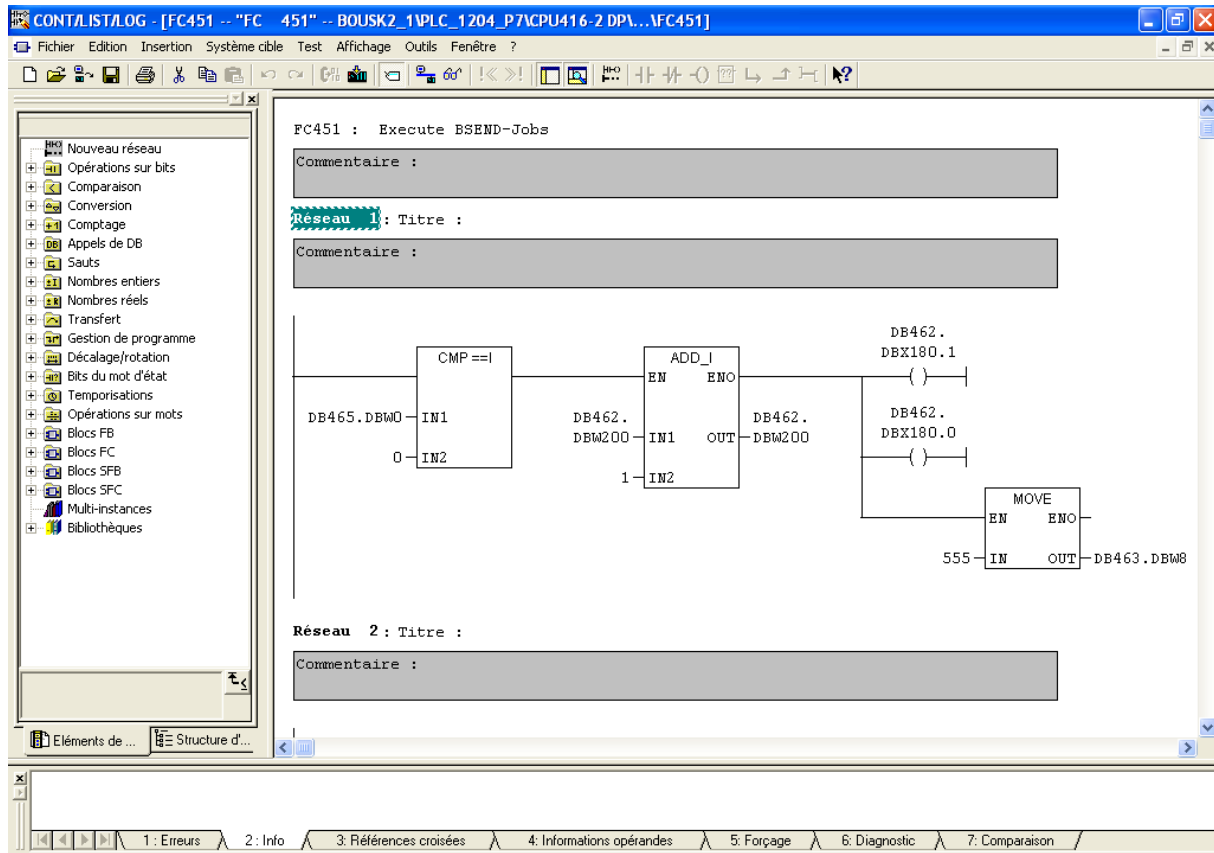 CONT/LIST/LOG - [FC451 -- "FC 451" -- BOUSK2_1\PLC_1204_P7\CPU416-2 DP\...\FC451]
Fichier Edition Insertion Système cible Test Affichage Outils Fenêtre ?
Nouveau réseau
Opérations sur bits
Comparaison
Conversion
Comptage
Appels de DB
Sauts
Nombres entiers
Nombres réels
Transfert
Gestion de programme
Décalage/rotation
Bits du mot d'état
Temporisations
Opérations sur mots
Blocs FB
Blocs FC
Blocs SFB
Blocs SFC
Multi-instances
Bibliothèques
Eléments de ... Structure d'...
FC451 : Execute BSEND-Jobs
Commentaire :
Réseau 1 : Titre :
Commentaire :
CMP ==I
DB465.DBW0 IN1
0 IN2
ADD_I
EN ENO
DB462.
DBW200 IN1 OUT DB462.
DBW200
1 IN2
DB462.
DBX180.1
( )
DB462.
DBX180.0
( )
MOVE
EN ENO
555 IN OUT DB463.DBW8
Réseau 2 : Titre :
Commentaire :
1 : Erreurs 2 : Info 3: Références croisées 4: Informations opérandes 5: Forçage 6: Diagnostic 7: Comparaison